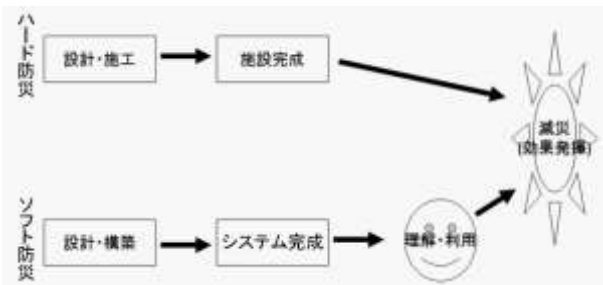 ハード防災
設計・施工
施設完成
減災
(効果発揮)
ソフト防災
設計・構築
システム完成
理解・利用